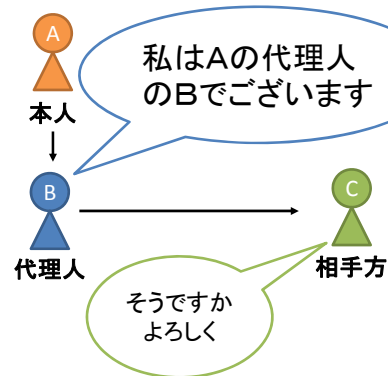 A
本人
私はAの代理人
のBでございます
B
代理人
C
相手方
そうですか
よろしく